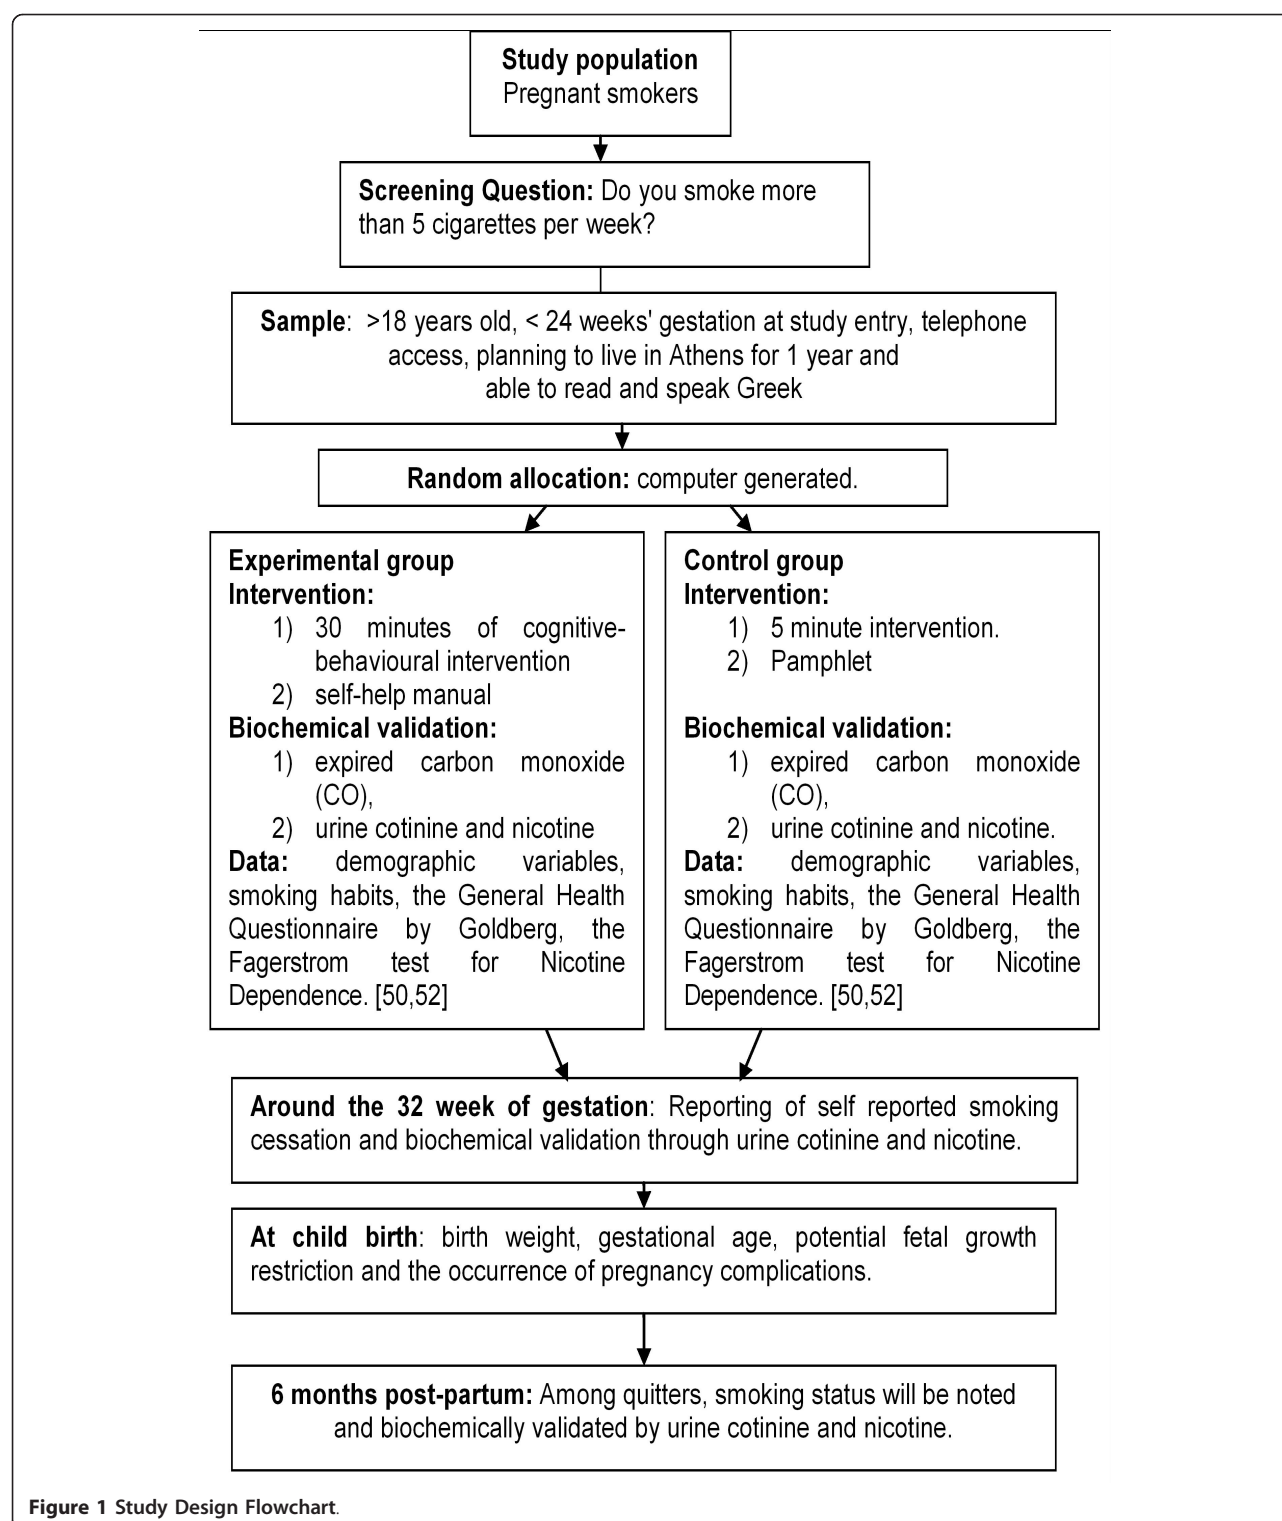 Study population
Pregnant smokers
Screening Question: Do you smoke more
than 5 cigarettes per week?
Sample: >18 years old, < 24 weeks' gestation at study entry, telephone
access, planning to live in Athens for 1 year and
able to read and speak Greek
Random allocation: computer generated.
Experimental group
Intervention:
1) 30 minutes of cognitive-
behavioural intervention
2) self-help manual
Biochemical validation:
1) expired carbon monoxide
(CO),
2) urine cotinine and nicotine
Data: demographic variables,
smoking habits, the General Health
Questionnaire by Goldberg, the
Fagerstrom test for Nicotine
Dependence. [50,52]
Control group
Intervention:
1) 5 minute intervention.
2) Pamphlet
Biochemical validation:
1) expired carbon monoxide
(CO),
2) urine cotinine and nicotine.
Data: demographic variables,
smoking habits, the General Health
Questionnaire by Goldberg, the
Fagerstrom test for Nicotine
Dependence. [50,52]
Around the 32 week of gestation: Reporting of self reported smoking
cessation and biochemical validation through urine cotinine and nicotine.
At child birth: birth weight, gestational age, potential fetal growth
restriction and the occurrence of pregnancy complications.
6 months post-partum: Among quitters, smoking status will be noted
and biochemically validated by urine cotinine and nicotine.
Figure 1 Study Design Flowchart.